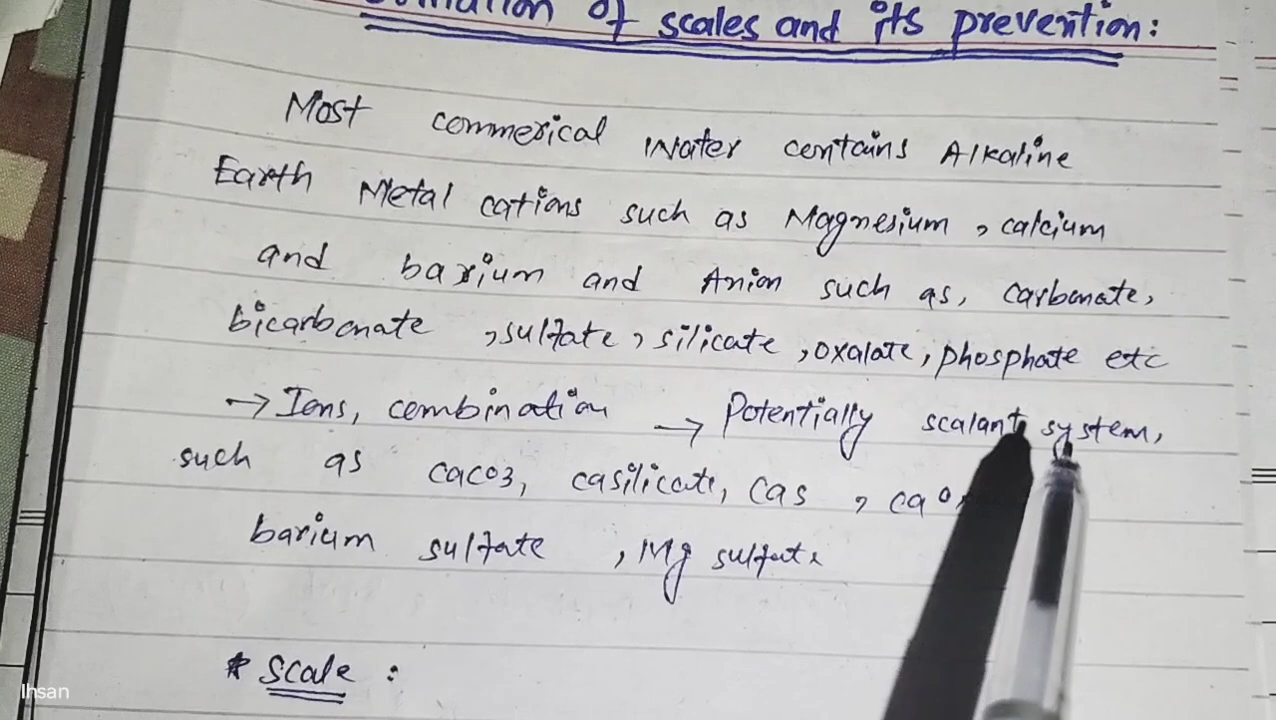 of scales and its prevention:
Most commerical Water contains Alkaline
Earth Metal cations such as Magnesium, calcium
and barium and Anion such as, carbonate,
bicarbonate, sulfate, silicate, oxalate, phosphate etc
→ Ions, combination → Potentially scalant system,
such as caco3, casilicate, cas, cao
barium sulfate, Mg sulfate
* Scale:
Ihsan